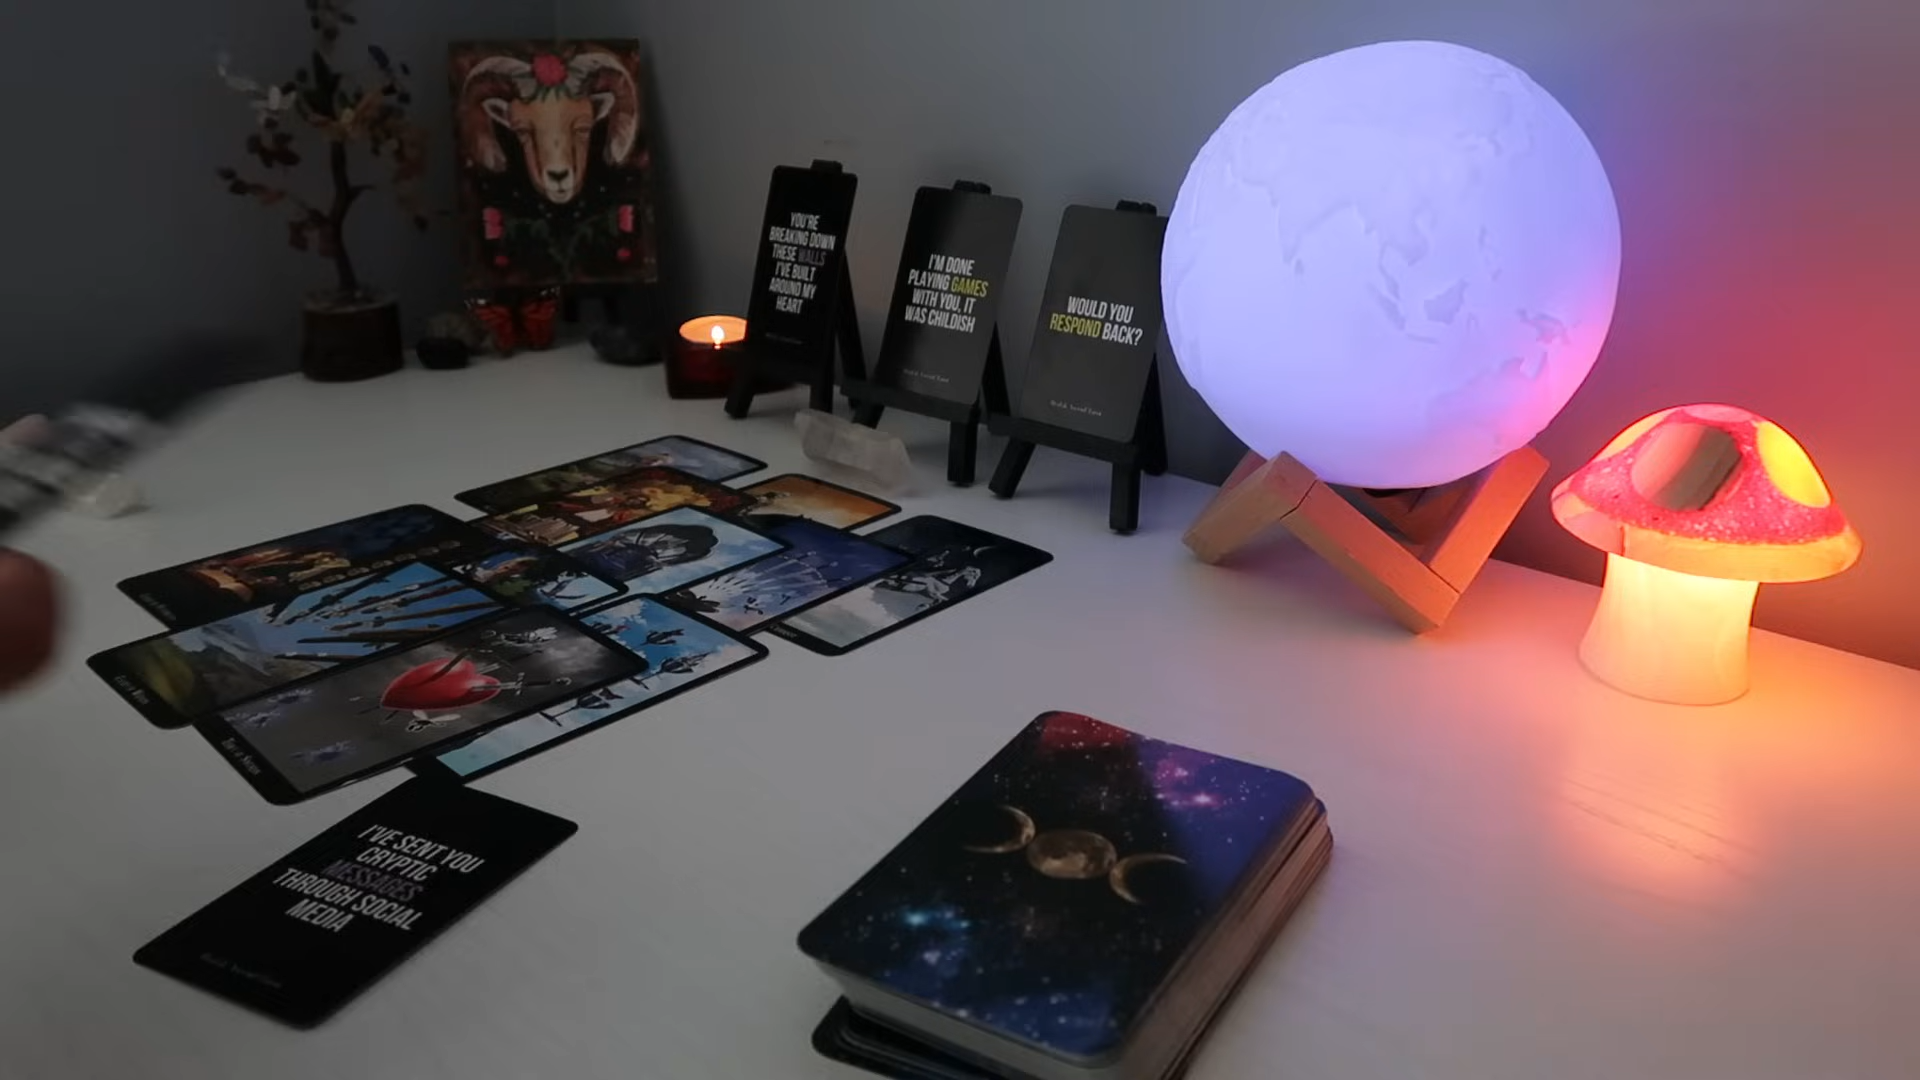 YOU'RE
BREAKING DOWN
THESE WALLS
I'VE BUILT
AROUND MY
HEART
I'M DONE
PLAYING GAMES
WITH YOU, IT
WAS CHILDISH
WOULD YOU
RESPOND BACK?
I'VE SENT YOU
CRYPTIC
MESSAGES
THROUGH SOCIAL
MEDIA